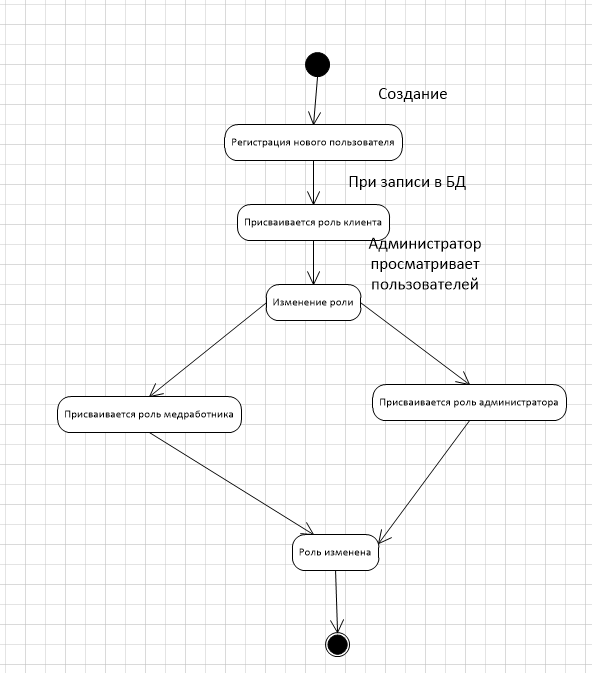 Создание
Регистрация нового пользователя
При записи в БД
Присваивается роль клиента
Администратор
просматривает
пользователей
Изменение роли
Присваивается роль медработника
Присваивается роль администратора
Роль изменена